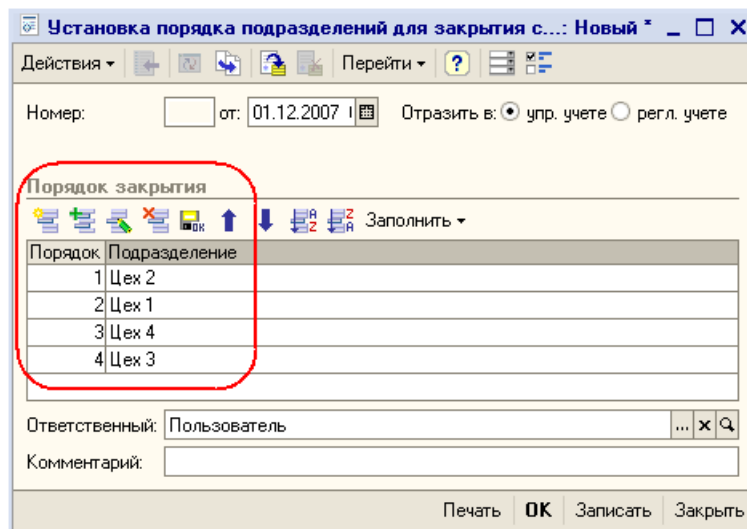 Установка порядка подразделений для закрытия с...: Новый *
Действия Перейти ?
Номер: от: 01.12.2007 Отразить в: упр. учете регл. учете
Порядок закрытия
OK A Z Z A Заполнить
Порядок Подразделение
1 Цех 2
2 Цех 1
3 Цех 4
4 Цех 3
Ответственный: Пользователь ... x
Комментарий:
Печать OK Записать Закрыть